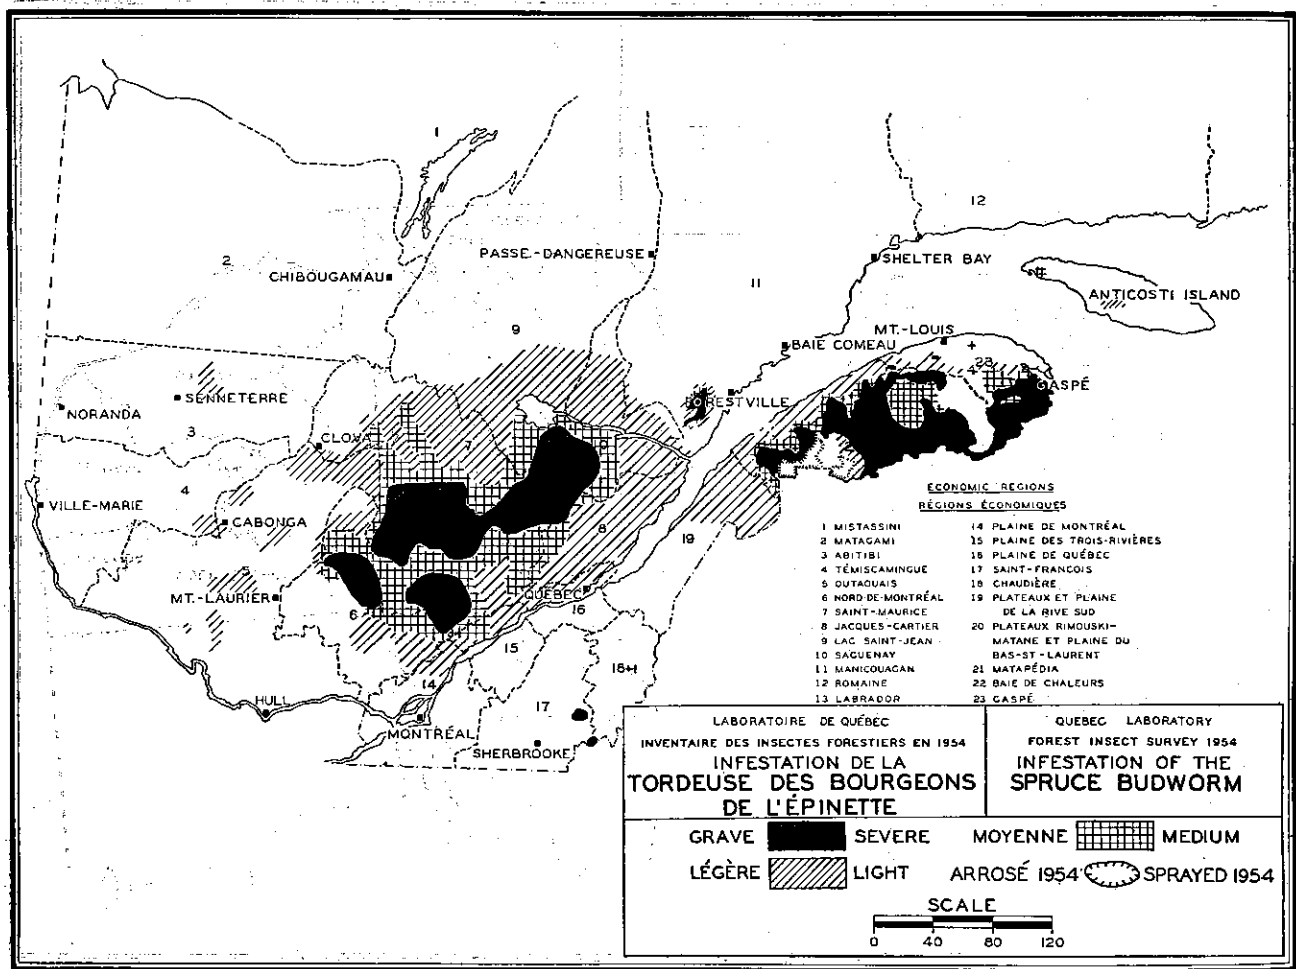 1
12
2
CHIBOUGAMAU
PASSE-DANGEREUSE
11
SHELTER BAY
ANTICOSTI ISLAND
9
MT.-LOUIS
BAIE COMEAU
23
GASPÉ
NORANDA
SENNETERRE
FORESTVILLE
3
CLOVA
7
4
VILLE-MARIE
CABONGA
8
19
5
MT.-LAURIER
6
QUÉBEC
16
15
18
14
17
HULL
MONTRÉAL
SHERBROOKE
ECONOMIC REGIONS
RÉGIONS ÉCONOMIQUES
1 MISTASSINI
2 MATAGAMI
3 ABITIBI
4 TÉMISCAMINGUE
5 OUTAOUAIS
6 NORD-DE-MONTRÉAL
7 SAINT-MAURICE
8 JACQUES-CARTIER
9 LAC SAINT-JEAN
10 SAGUENAY
11 MANICOUAGAN
12 ROMAINE
13 LABRADOR
14 PLAINE DE MONTRÉAL
15 PLAINE DES TROIS-RIVIÈRES
16 PLAINE DE QUÉBEC
17 SAINT-FRANCOIS
18 CHAUDIÈRE
19 PLATEAUX ET PLAINE
DE LA RIVE SUD
20 PLATEAUX RIMOUSKI-
MATANE ET PLAINE DU
BAS-ST-LAURENT
21 MATAPÉDIA
22 BAIE DE CHALEURS
23 GASPÉ
LABORATOIRE DE QUÉBEC
INVENTAIRE DES INSECTES FORESTIERS EN 1954
INFESTATION DE LA
TORDEUSE DES BOURGEONS
DE L'ÉPINETTE
QUEBEC LABORATORY
FOREST INSECT SURVEY 1954
INFESTATION OF THE
SPRUCE BUDWORM
GRAVE SEVERE MOYENNE MEDIUM
LÉGÈRE LIGHT ARROSÉ 1954 SPRAYED 1954
SCALE
0 40 80 120